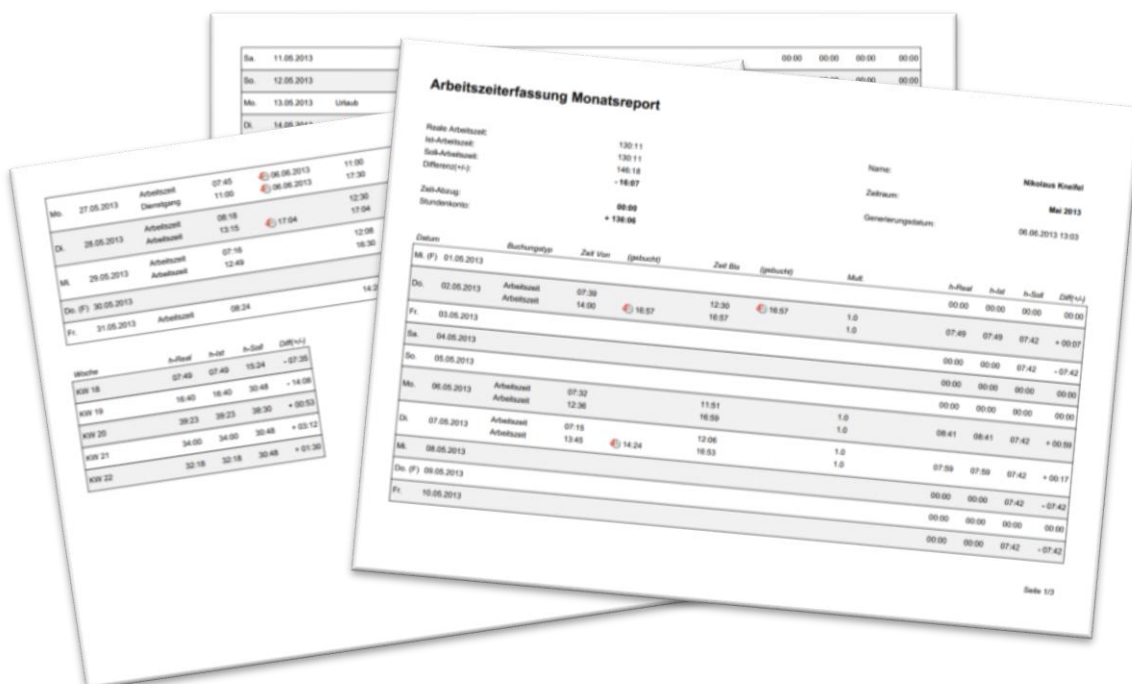 Sa. 11.05.2013 00:00 00:00 00:00 00:00
So. 12.05.2013 00:00 00:00
Mo. 13.05.2013 Urlaub
Di. 14.05.2013
Mo. 27.05.2013 Arbeitszeit 07:45 06.06.2013 11:00
Dienstgang 11:00 06.06.2013 17:30
Di. 28.05.2013 Arbeitszeit 08:18 12:30
Arbeitszeit 13:15 17:04 17:04
Mi. 29.05.2013 Arbeitszeit 07:16 12:08
Arbeitszeit 12:49 16:30
Do. (F) 30.05.2013
Fr. 31.05.2013 Arbeitszeit 08:24
Woche h-Real h-Ist h-Soll Diff(+/-)
KW 18 07:49 07:49 15:24 - 07:35
KW 19 16:40 16:40 30:48 - 14:08
KW 20 39:23 39:23 38:30 + 00:53
KW 21 34:00 34:00 30:48 + 03:12
KW 22 32:18 32:18 30:48 + 01:30
Arbeitszeiterfassung Monatsreport
Reale Arbeitszeit: 130:11
Ist-Arbeitszeit: 130:11
Soll-Arbeitszeit: 146:18
Differenz(+/-): - 16:07
Zeit-Abzug: 00:00
Stundenkonto: + 136:06
Name: Nikolaus Kneifel
Zeitraum: Mai 2013
Generierungsdatum: 06.06.2013 13:03
Datum Buchungstyp Zeit Von (gebucht) Zeit Bis (gebucht) Mult. h-Real h-Ist h-Soll Diff(+/-)
Mi. (F) 01.05.2013 00:00 00:00 00:00 00:00
Do. 02.05.2013 Arbeitszeit 07:39 12:30 16:57 1.0
Arbeitszeit 14:00 16:57 16:57 1.0 07:49 07:49 07:42 + 00:07
Fr. 03.05.2013 00:00 00:00 07:42 - 07:42
Sa. 04.05.2013 00:00 00:00 00:00 00:00
So. 05.05.2013 00:00 00:00 00:00 00:00
Mo. 06.05.2013 Arbeitszeit 07:32 11:51 1.0
Arbeitszeit 12:36 16:59 1.0 08:41 08:41 07:42 + 00:59
Di. 07.05.2013 Arbeitszeit 07:15 12:06 1.0
Arbeitszeit 13:45 14:24 16:53 1.0 07:59 07:59 07:42 + 00:17
Mi. 08.05.2013 00:00 00:00 07:42 - 07:42
Do. (F) 09.05.2013 00:00 00:00 00:00 00:00
Fr. 10.05.2013 00:00 00:00 07:42 - 07:42
Seite 1/3